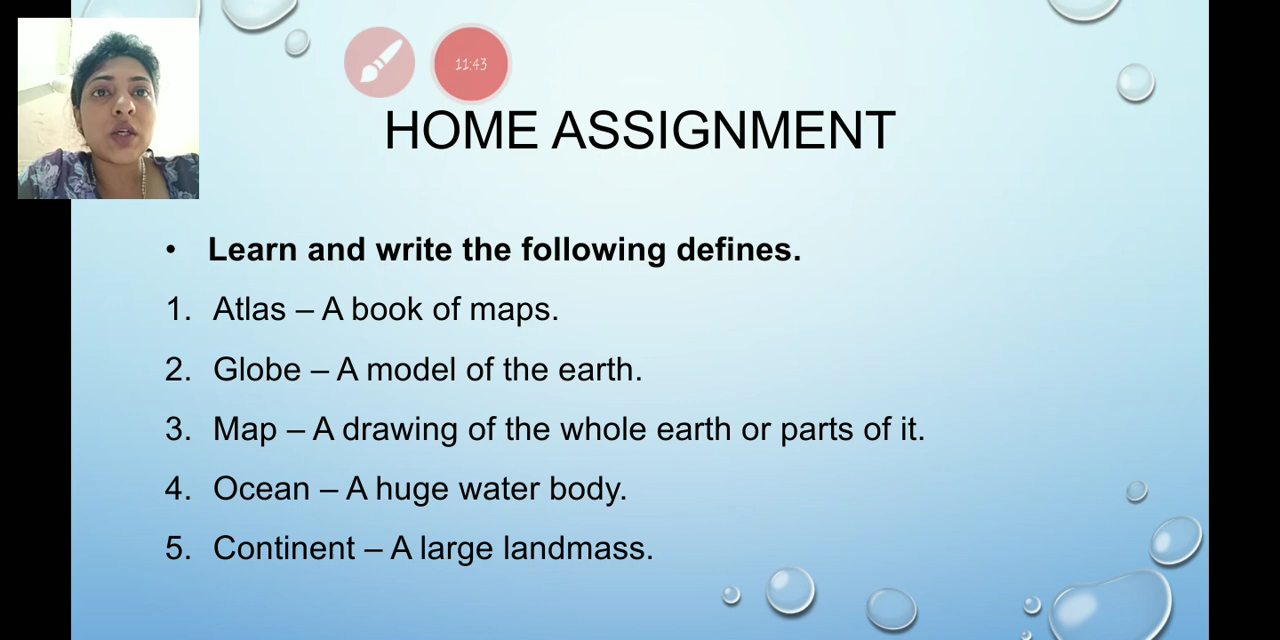 11:43
HOME ASSIGNMENT
• Learn and write the following defines.
1. Atlas – A book of maps.
2. Globe – A model of the earth.
3. Map – A drawing of the whole earth or parts of it.
4. Ocean – A huge water body.
5. Continent – A large landmass.